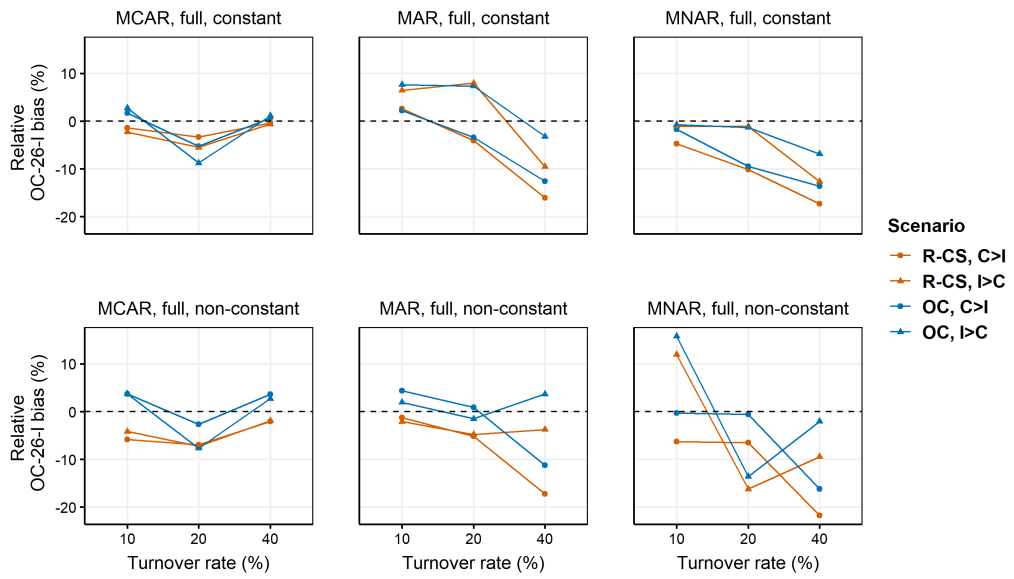 MCAR, full, constant
MAR, full, constant
MNAR, full, constant
Relative
OC-26-I bias (%)
10
0
-10
-20
MCAR, full, non-constant
MAR, full, non-constant
MNAR, full, non-constant
Relative
OC-26-I bias (%)
10
0
-10
-20
10 20 40
10 20 40
10 20 40
Turnover rate (%)
Turnover rate (%)
Turnover rate (%)
Scenario
R-CS, C>I
R-CS, I>C
OC, C>I
OC, I>C